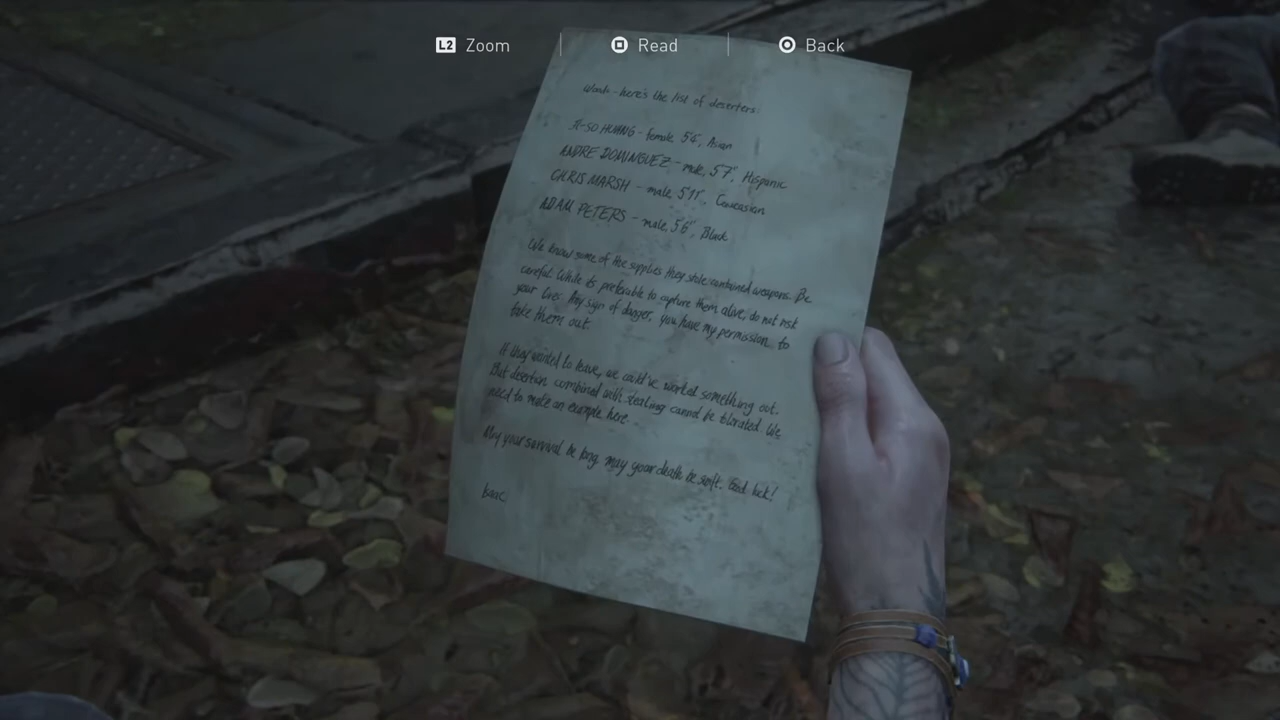 L2 Zoom
Read
Back
here's the list of deserters:
JI-SO HUANG - female, 5'4", Asian
ANDRE DOMINGUEZ - male, 5'7", Hispanic
CHRIS MARSH - male, 5'11", Caucasian
ADAM PETERS - male, 5'6", Black
We know some of the supplies they stole contained weapons. Be
careful. While its preferable to capture them alive, do not risk
your lives. Any sign of danger, you have my permission to
take them out.
If they wanted to leave, we could've worked something out.
But desertion combined with stealing cannot be tolerated. We
need to make an example here.
May your survival be long, may your death be swift. Good luck!
Isaac